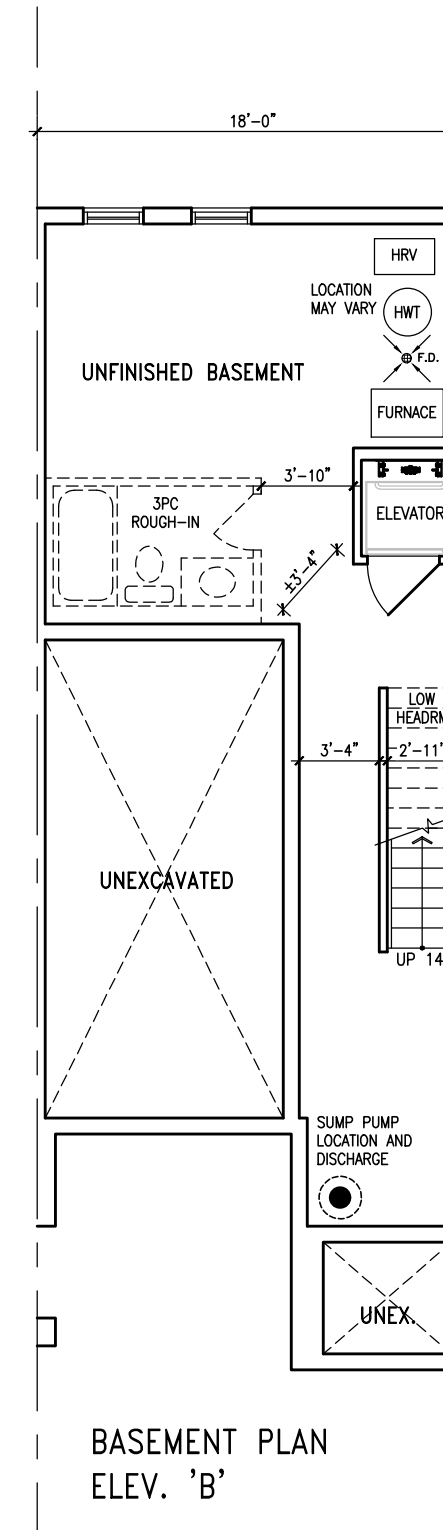 18'-0"
HRV
LOCATION
MAY VARY
HWT
F.D.
UNFINISHED BASEMENT
FURNACE
3'-10"
3PC
ROUGH-IN
ELEVATOR
±3'-4"
LOW
HEADRM
3'-4"
2'-11"
UNEXCAVATED
UP 14
SUMP PUMP
LOCATION AND
DISCHARGE
UNEX.
BASEMENT PLAN
ELEV. 'B'